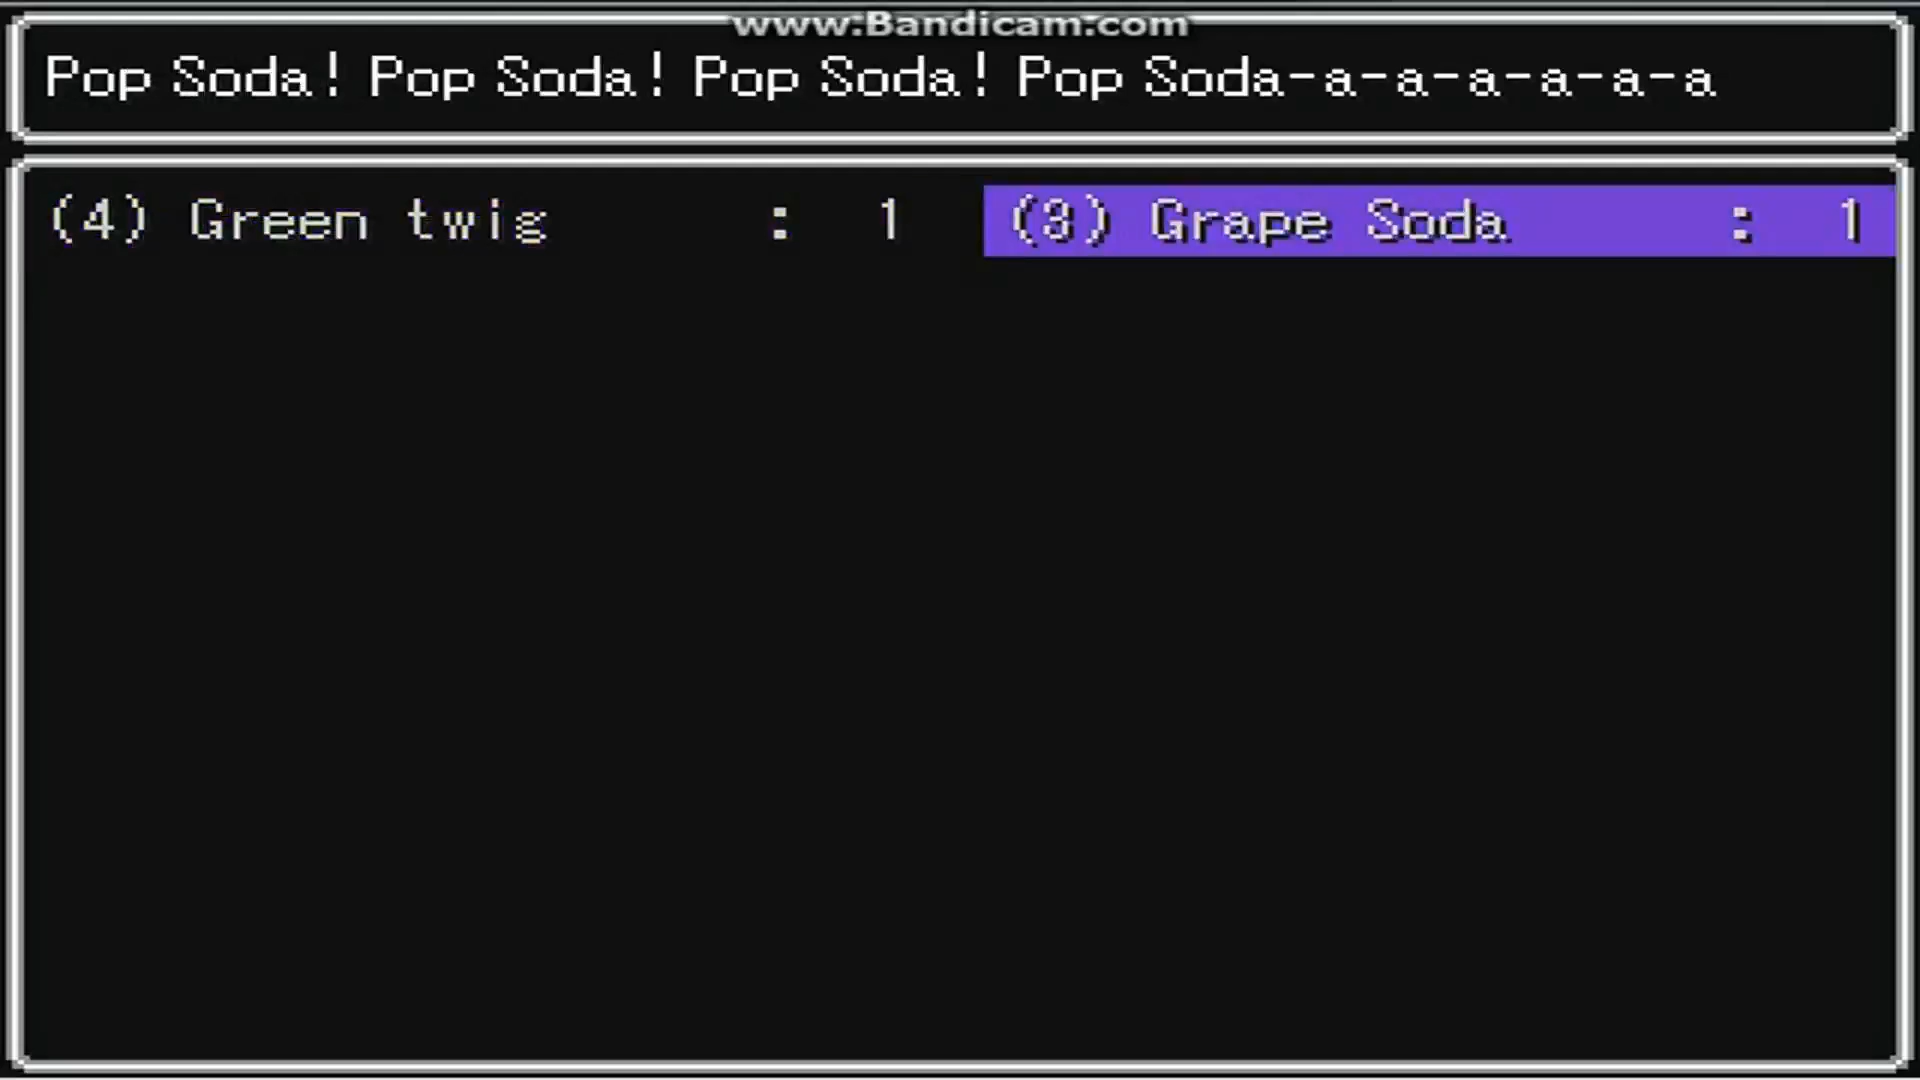 www.Bandicam.com
Pop Soda! Pop Soda! Pop Soda! Pop Soda-a-a-a-a-a-a
(4) Green twig : 1 (3) Grape Soda : 1